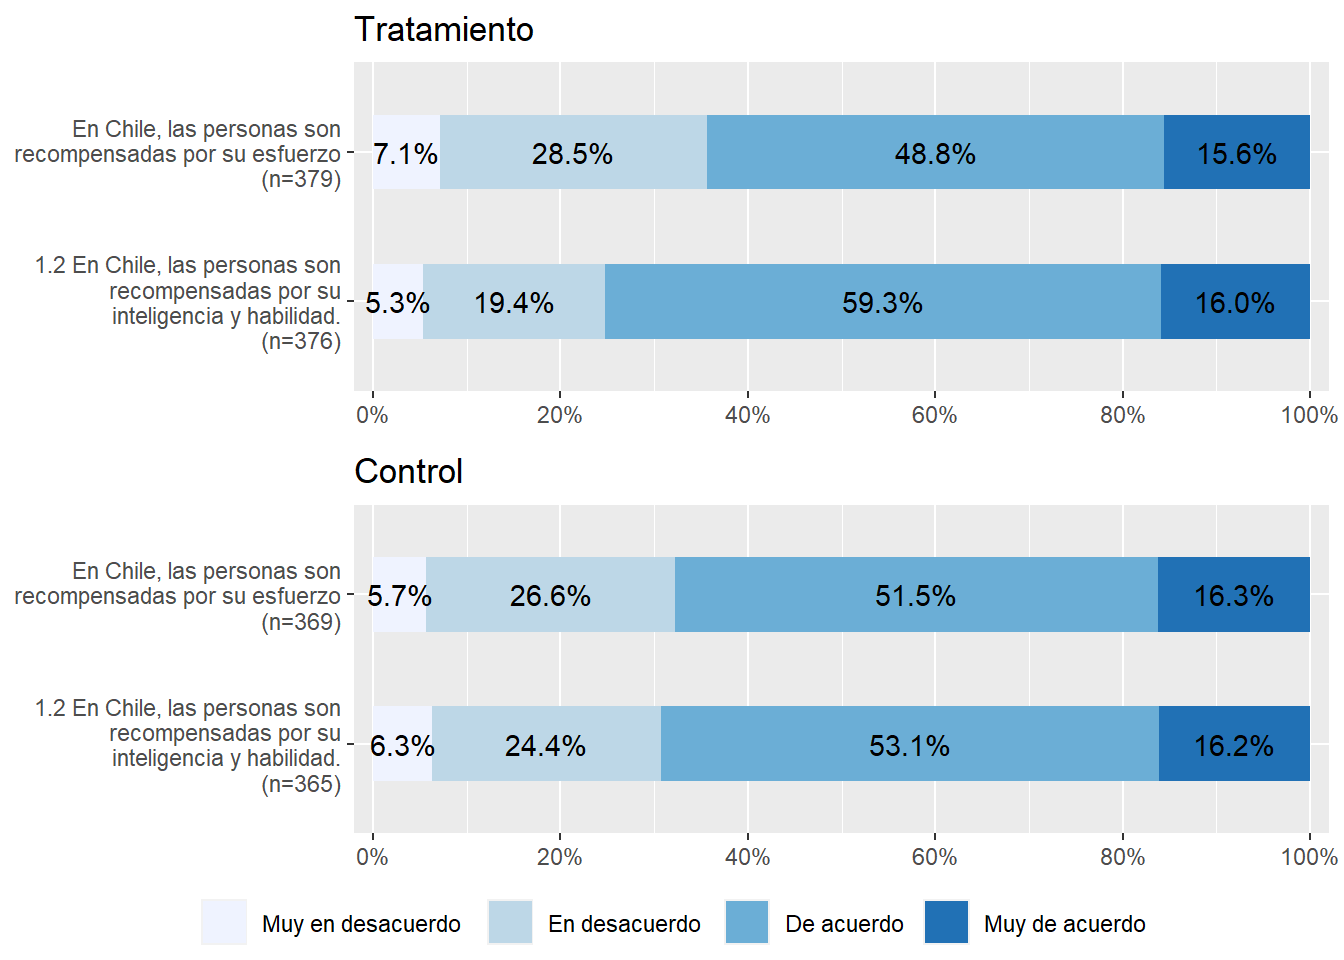 Tratamiento
En Chile, las personas son
recompensadas por su esfuerzo
(n=379)
7.1% 28.5% 48.8% 15.6%
1.2 En Chile, las personas son
recompensadas por su
inteligencia y habilidad.
(n=376)
5.3% 19.4% 59.3% 16.0%
0% 20% 40% 60% 80% 100%
Control
En Chile, las personas son
recompensadas por su esfuerzo
(n=369)
5.7% 26.6% 51.5% 16.3%
1.2 En Chile, las personas son
recompensadas por su
inteligencia y habilidad.
(n=365)
6.3% 24.4% 53.1% 16.2%
0% 20% 40% 60% 80% 100%
Muy en desacuerdo En desacuerdo De acuerdo Muy de acuerdo